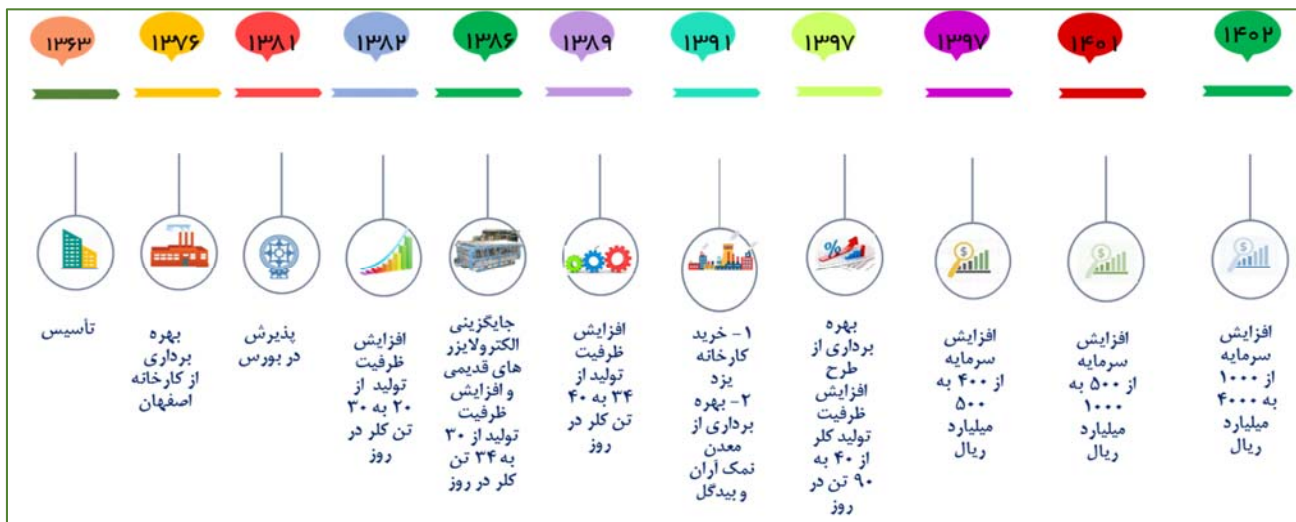 ۱۳۶۳
۱۳۷۶
۱۳۸۱
۱۳۸۲
۱۳۸۶
۱۳۸۹
۱۳۹۱
۱۳۹۷
۱۳۹۷
۱۴۰۱
۱۴۰۲
تأسیس
بهره
برداری
از کارخانه
اصفهان
پذیرش
در بورس
افزایش
ظرفیت
تولید از
۲۰ به ۳۰
تن کلر در
روز
جایگزینی
الکترولایزر
های قدیمی
و افزایش
ظرفیت
تولید از ۳۰
به ۳۴ تن
کلر در روز
افزایش
ظرفیت
تولید از
۳۴ به ۴۰
تن کلر در
روز
۱- خرید
کارخانه
یزد
۲- بهره
برداری از
معدن
نمک آران
و بیدگل
بهره
برداری از
طرح
افزایش
ظرفیت
تولید کلر
از ۴۰ به
۹۰ تن در
روز
افزایش
سرمایه
از ۴۰۰ به
۵۰۰
میلیارد
ریال
افزایش
سرمایه
از ۵۰۰ به
۱۰۰۰
میلیارد
ریال
افزایش
سرمایه
از ۱۰۰۰
به ۴۰۰۰
میلیارد
ریال